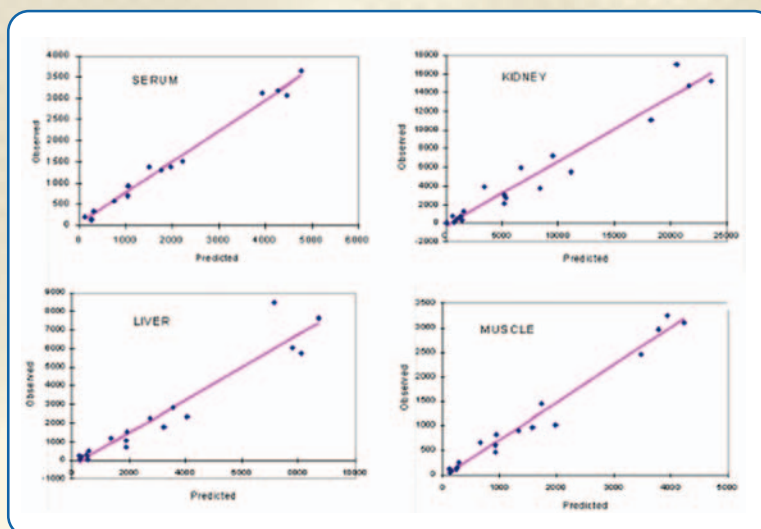 SERUM
Observed
4000
3500
3000
2500
2000
1500
1000
500
0
0 1000 2000 3000 4000 5000 6000
Predicted
KIDNEY
Observed
18000
16000
14000
12000
10000
8000
6000
4000
2000
0
-2000
0 5000 10000 15000 20000 25000
Predicted
LIVER
Observed
9000
8000
7000
6000
5000
4000
3000
2000
1000
0
-1000
0 2000 4000 6000 8000 10000
Predicted
MUSCLE
Observed
3500
3000
2500
2000
1500
1000
500
0
0 1000 2000 3000 4000 5000
Predicted